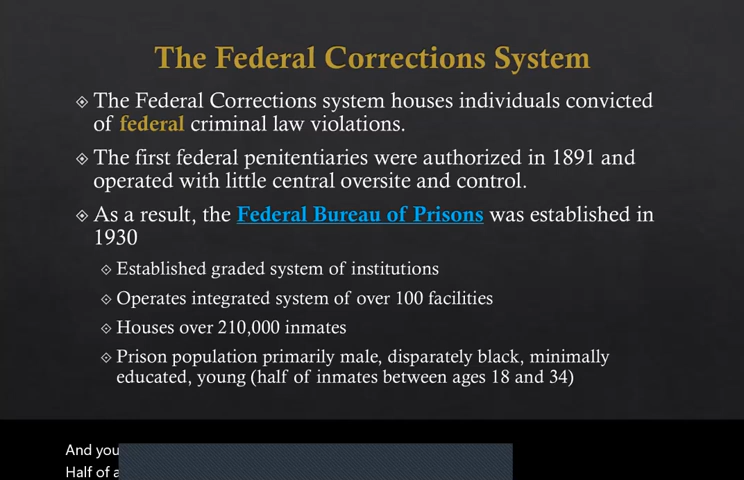 The Federal Corrections System
The Federal Corrections system houses individuals convicted
of federal criminal law violations.
The first federal penitentiaries were authorized in 1891 and
operated with little central oversite and control.
As a result, the Federal Bureau of Prisons was established in
1930
Established graded system of institutions
Operates integrated system of over 100 facilities
Houses over 210,000 inmates
Prison population primarily male, disparately black, minimally
educated, young (half of inmates between ages 18 and 34)
And you
Half of a